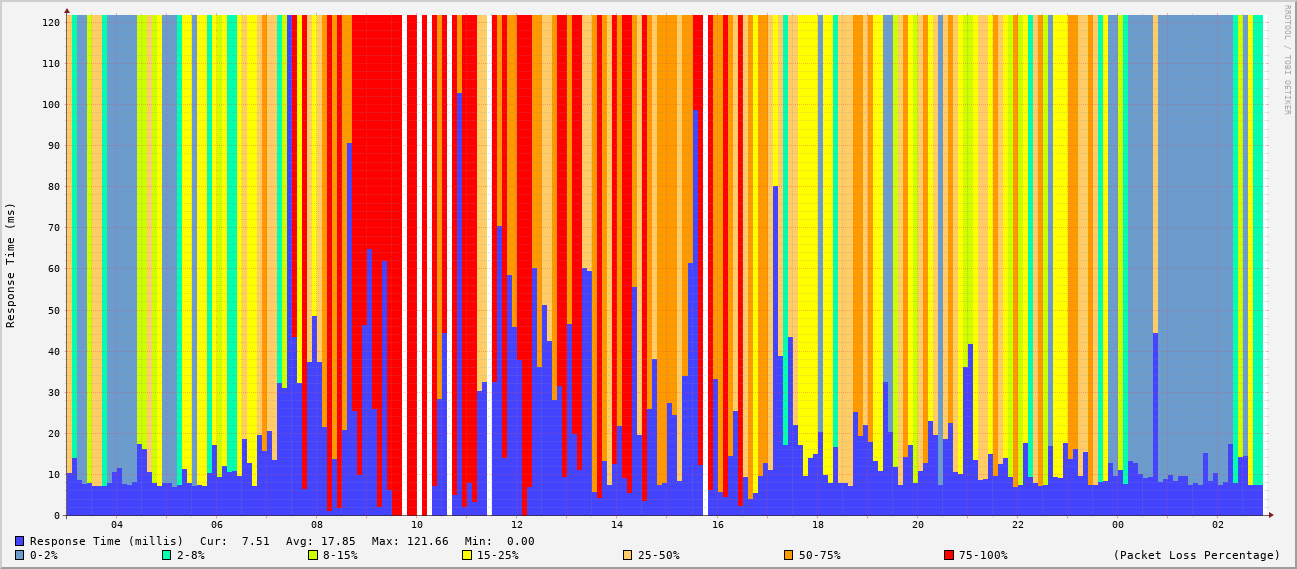 RRDTOOL / TOBI OETIKER
Response Time (ms)
120
110
100
90
80
70
60
50
40
30
20
10
0
04 06 08 10 12 14 16 18 20 22 00 02
Response Time (millis) Cur: 7.51 Avg: 17.85 Max: 121.66 Min: 0.00
0-2% 2-8% 8-15% 15-25% 25-50% 50-75% 75-100% (Packet Loss Percentage)